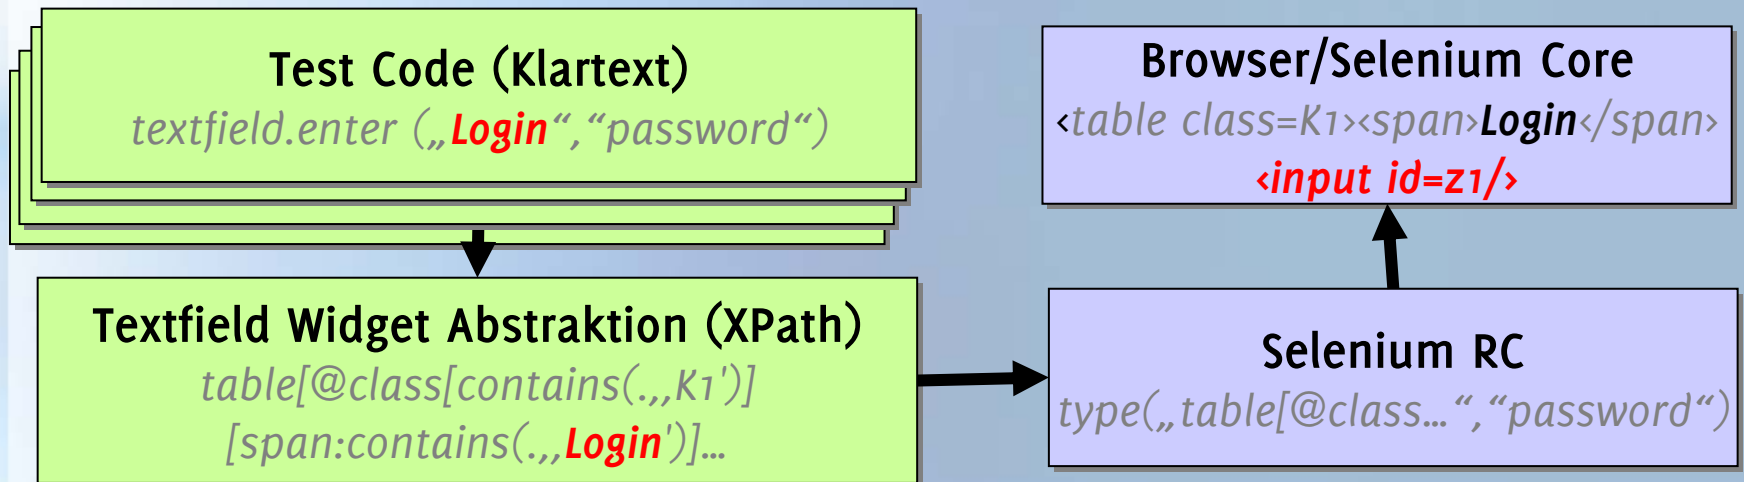 Test Code (Klartext)
textfield.enter („Login“,“password“)
Textfield Widget Abstraktion (XPath)
table[@class[contains(.,‚K1')]
[span:contains(.,‚Login')]…
Browser/Selenium Core
<table class=K1><span>Login</span>
<input id=z1/>
Selenium RC
type(„table[@class…“,“password“)